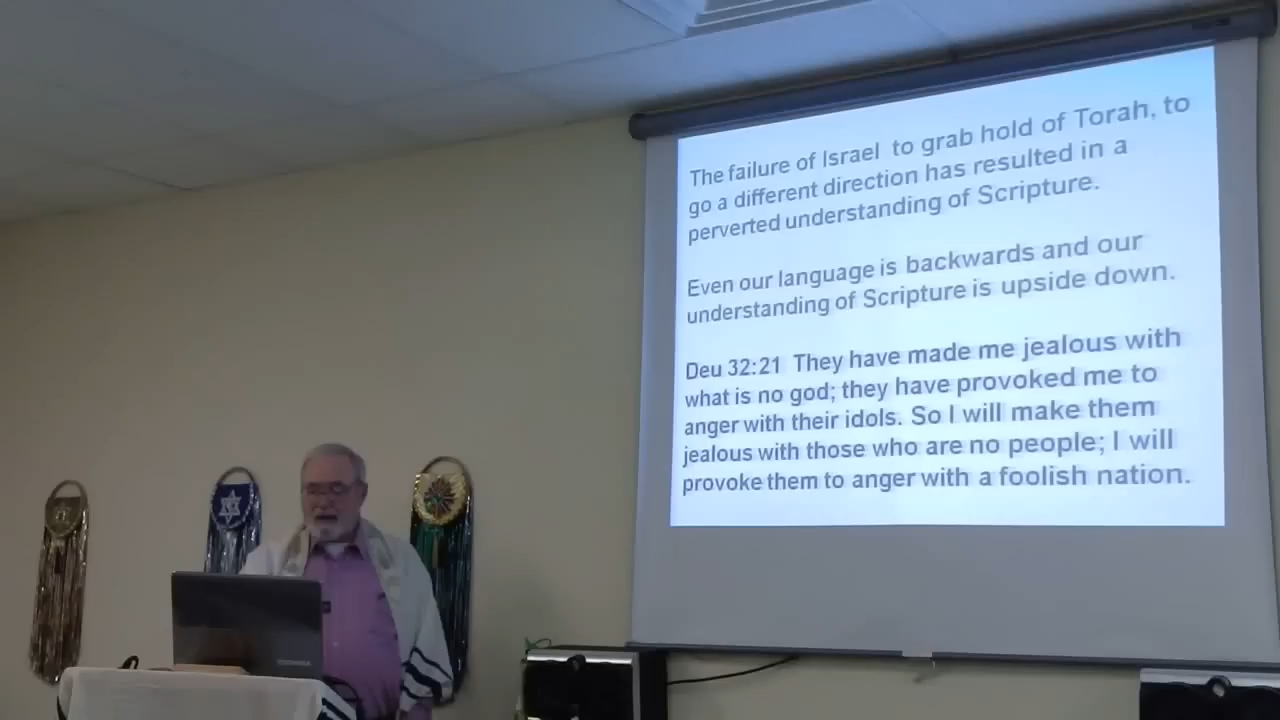 The failure of Israel to grab hold of Torah, to
go a different direction has resulted in a
perverted understanding of Scripture.
Even our language is backwards and our
understanding of Scripture is upside down.
Deu 32:21 They have made me jealous with
what is no god; they have provoked me to
anger with their idols. So I will make them
jealous with those who are no people; I will
provoke them to anger with a foolish nation.
TOSHIBA